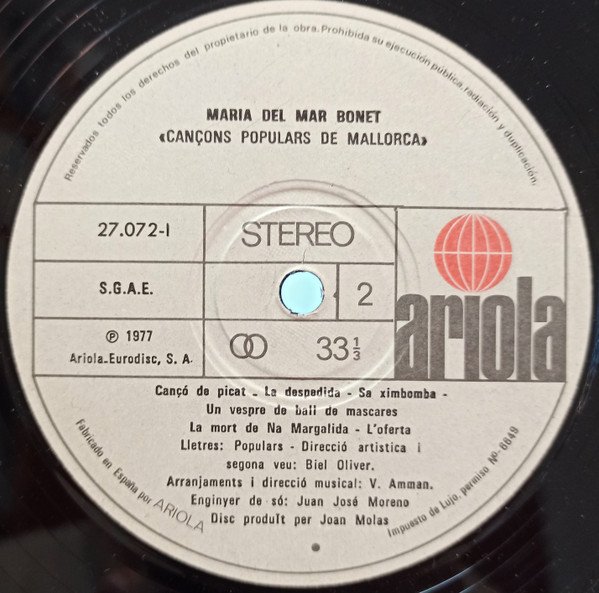 Reservados todos los derechos del propietario de la obra. Prohibida su ejecución pública, radiación y duplicación.
MARIA DEL MAR BONET
«CANÇONS POPULARS DE MALLORCA»
27.072-I
STEREO
S.G.A.E.
2
ariola
℗ 1977
Ariola-Eurodisc, S. A.
33⅓
Cançó de picat - La despedida - Sa ximbomba -
Un vespre de ball de mascares
La mort de Na Margalida - L'oferta
Lletres: Populars - Direcció artistica i
segona veu: Biel Oliver.
Arranjaments i direcció musical: V. Amman.
Enginyer de só: Juan José Moreno
Disc produït per Joan Molas
Fabricado en España por ARIOLA
Impuesto de Lujo, permiso Nº. 6649